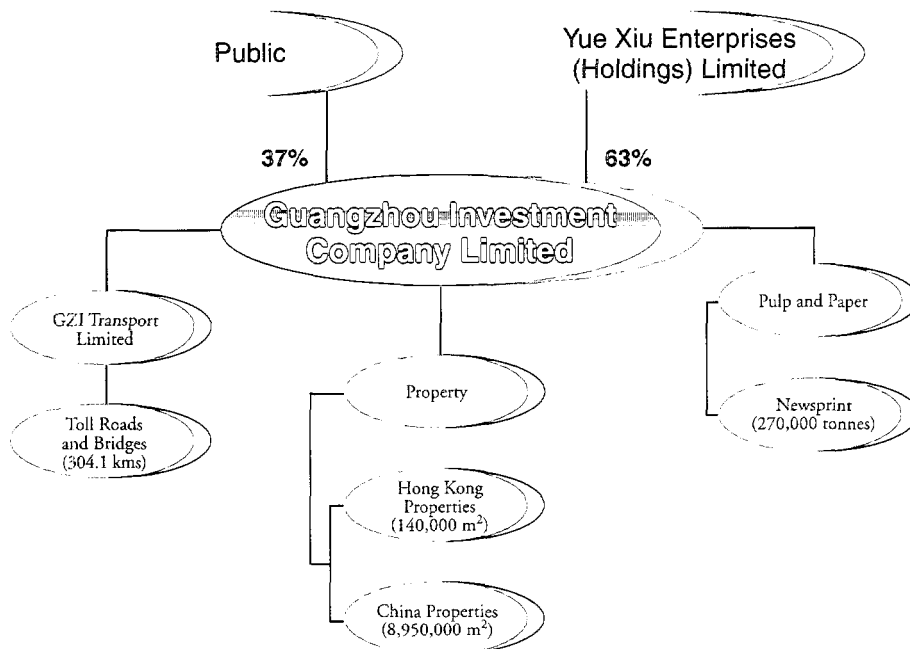 Public
Yue Xiu Enterprises
(Holdings) Limited
37%
63%
Guangzhou Investment
Company Limited
GZI Transport
Limited
Pulp and Paper
Property
Toll Roads
and Bridges
(304.1 kms)
Newsprint
(270,000 tonnes)
Hong Kong
Properties
(140,000 m²)
China Properties
(8,950,000 m²)